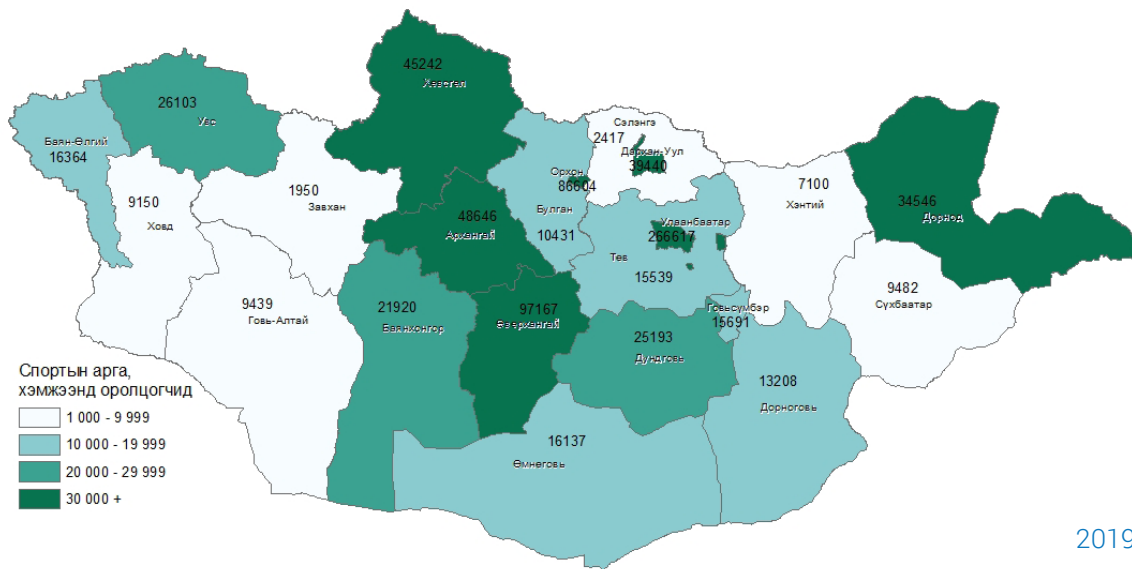 45242
Хөвсгөл
26103
Увс
Баян-Өлгий
16364
Сэлэнгэ
2417
Дархан-Уул
39440
Орхон
86604
Булган
10431
1950
Завхан
9150
Ховд
7100
Хэнтий
34546
Дорнод
48646
Архангай
Улаанбаатар
266617
Төв
15539
9439
Говь-Алтай
21920
Баянхонгор
97167
Өвөрхангай
Говьсүмбэр
15691
9482
Сүхбаатар
25193
Дундговь
13208
Дорноговь
16137
Өмнөговь
Спортын арга,
хэмжээнд оролцогчид
1 000 - 9 999
10 000 - 19 999
20 000 - 29 999
30 000 +
2019